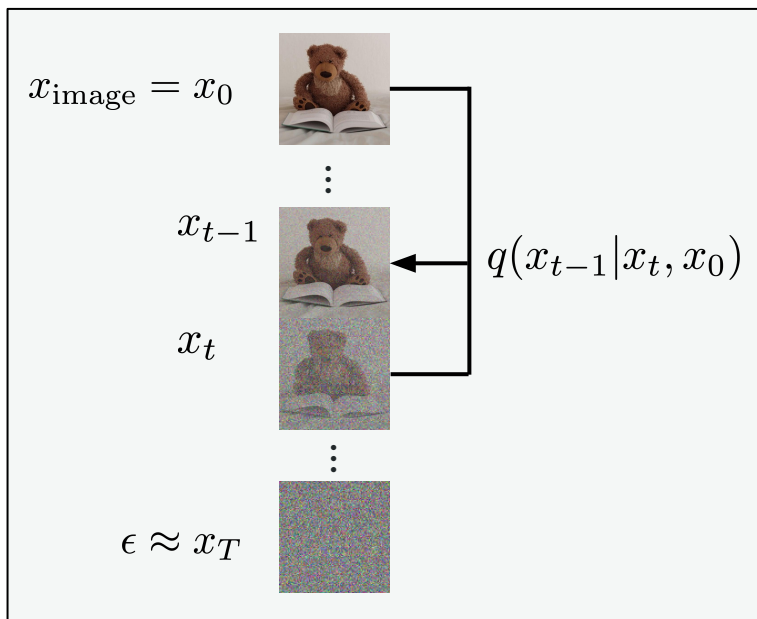 x_image = x_0
⋮
x_{t−1}
q(x_{t−1}|x_t, x_0)
x_t
⋮
ϵ ≈ x_T